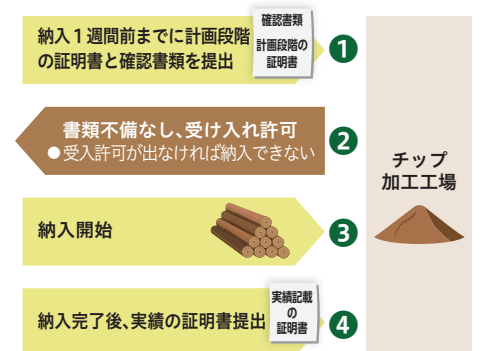 納入1週間前までに計画段階
の証明書と確認書類を提出
確認書類
計画段階の
証明書
❶
書類不備なし、受け入れ許可
●受入許可が出なければ納入できない
❷
チップ
加工工場
納入開始
❸
納入完了後、実績の証明書提出
実績記載
の
証明書
❹